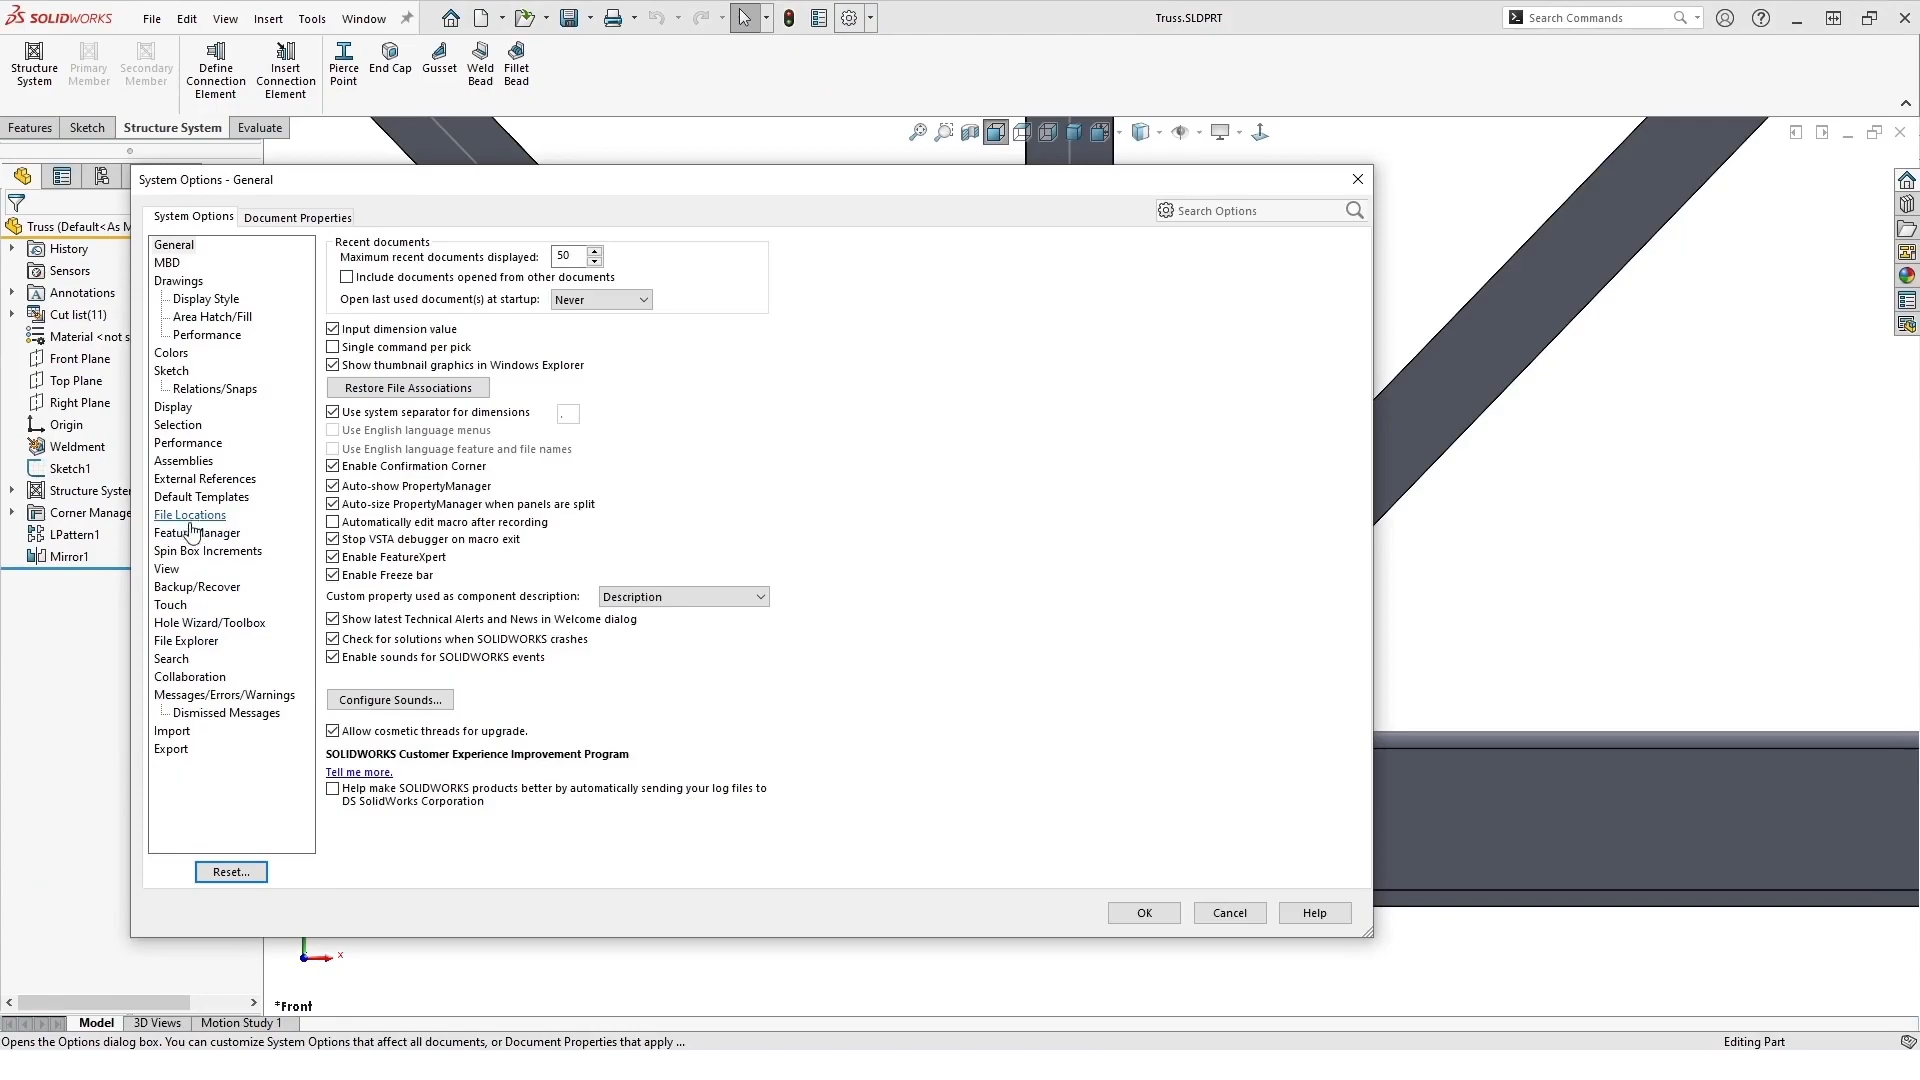 SOLIDWORKS File Edit View Insert Tools Window Truss.SLDPRT Search Commands
Structure System
Primary Member
Secondary Member
Define Connection Element
Insert Connection Element
Pierce Point
End Cap
Gusset
Weld Bead
Fillet Bead
Features Sketch Structure System Evaluate
Truss (Default<As M
History
Sensors
Annotations
Cut list(11)
Material <not s
Front Plane
Top Plane
Right Plane
Origin
Weldment
Sketch1
Structure System
Corner Manage
LPattern1
Mirror1
System Options - General
System Options Document Properties
Search Options
General
MBD
Drawings
Display Style
Area Hatch/Fill
Performance
Colors
Sketch
Relations/Snaps
Display
Selection
Performance
Assemblies
External References
Default Templates
File Locations
FeatureManager
Spin Box Increments
View
Backup/Recover
Touch
Hole Wizard/Toolbox
File Explorer
Search
Collaboration
Messages/Errors/Warnings
Dismissed Messages
Import
Export
Reset...
Recent documents
Maximum recent documents displayed: 50
Include documents opened from other documents
Open last used document(s) at startup: Never
Input dimension value
Single command per pick
Show thumbnail graphics in Windows Explorer
Restore File Associations
Use system separator for dimensions .
Use English language menus
Use English language feature and file names
Enable Confirmation Corner
Auto-show PropertyManager
Auto-size PropertyManager when panels are split
Automatically edit macro after recording
Stop VSTA debugger on macro exit
Enable FeatureXpert
Enable Freeze bar
Custom property used as component description: Description
Show latest Technical Alerts and News in Welcome dialog
Check for solutions when SOLIDWORKS crashes
Enable sounds for SOLIDWORKS events
Configure Sounds...
Allow cosmetic threads for upgrade.
SOLIDWORKS Customer Experience Improvement Program
Tell me more.
Help make SOLIDWORKS products better by automatically sending your log files to
DS SolidWorks Corporation
OK Cancel Help
x
*Front
Model 3D Views Motion Study 1
Opens the Options dialog box. You can customize System Options that affect all documents, or Document Properties that apply ... Editing Part